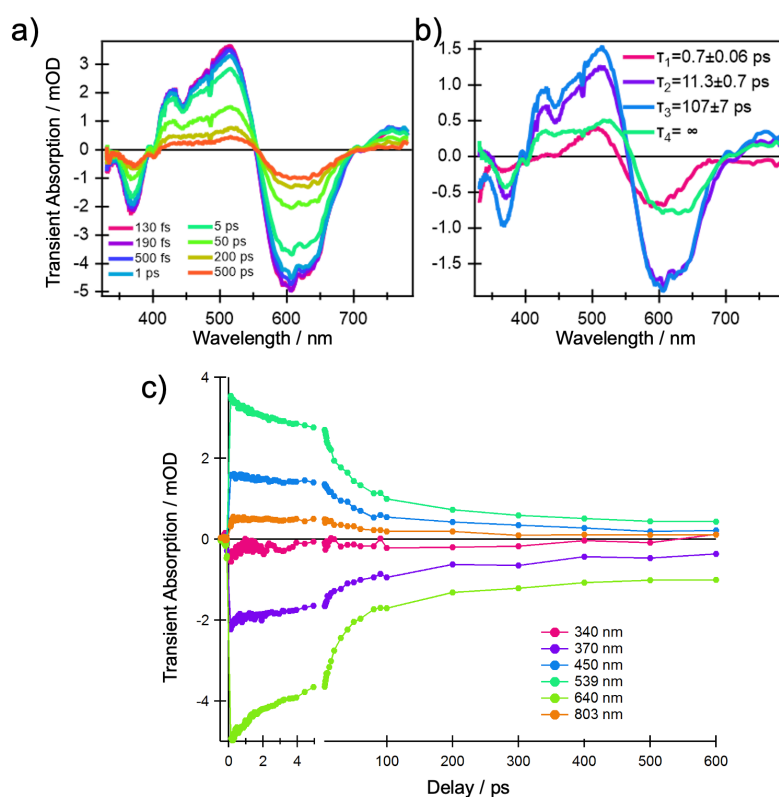 a)
b)
Transient Absorption / mOD
3
2
1
0
-1
-2
-3
-4
-5
130 fs
190 fs
500 fs
1 ps
5 ps
50 ps
200 ps
500 ps
400
500
600
700
Wavelength / nm
1.5
1.0
0.5
0.0
-0.5
-1.0
-1.5
τ1=0.7±0.06 ps
τ2=11.3±0.7 ps
τ3=107±7 ps
τ4= ∞
400
500
600
700
Wavelength / nm
c)
Transient Absorption / mOD
4
2
0
-2
-4
340 nm
370 nm
450 nm
539 nm
640 nm
803 nm
0
2
4
100
200
300
400
500
600
Delay / ps